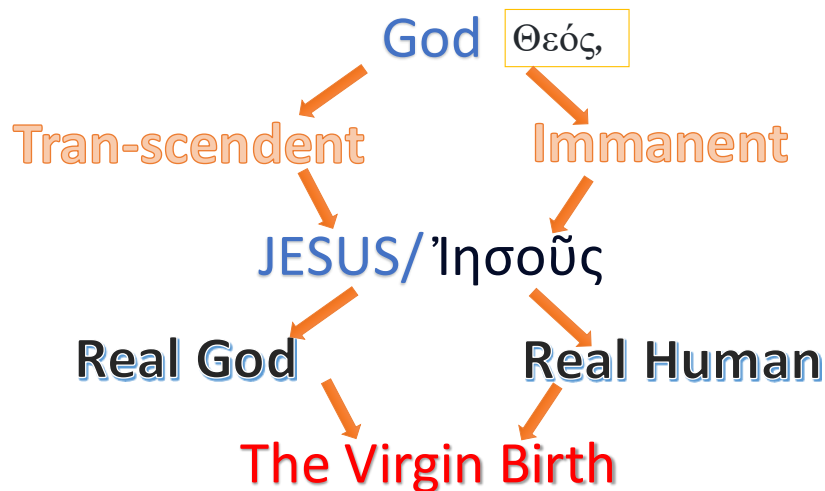 God Θεός,
Tran-scendent Immanent
JESUS/Ἰησοῦς
Real God Real Human
The Virgin Birth